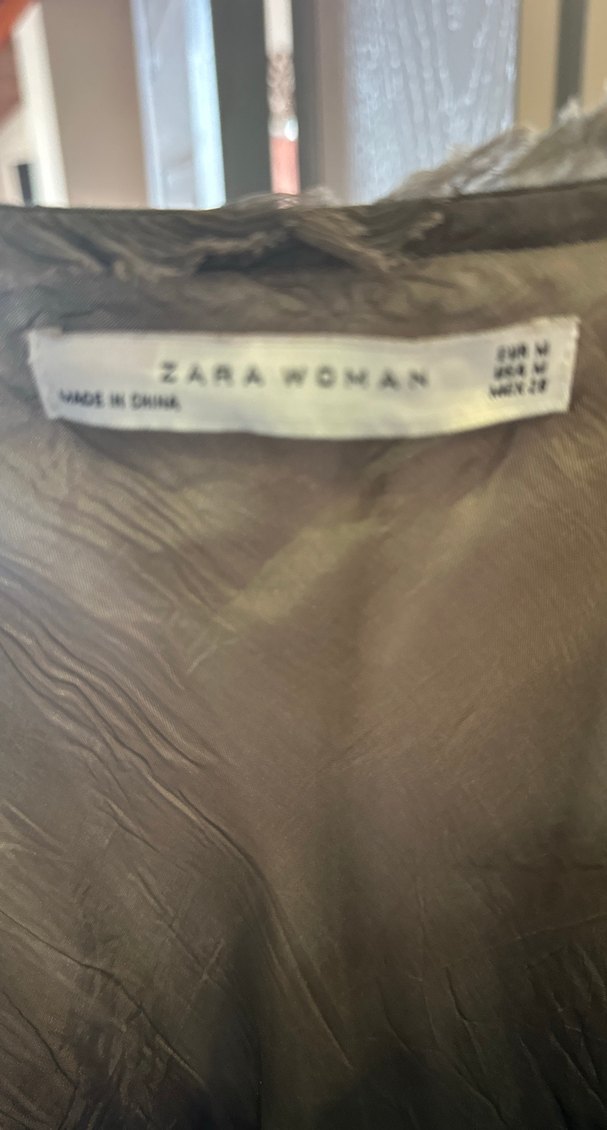 ZARA WOMAN
MADE IN CHINA
EUR M
USA M
MEX 28